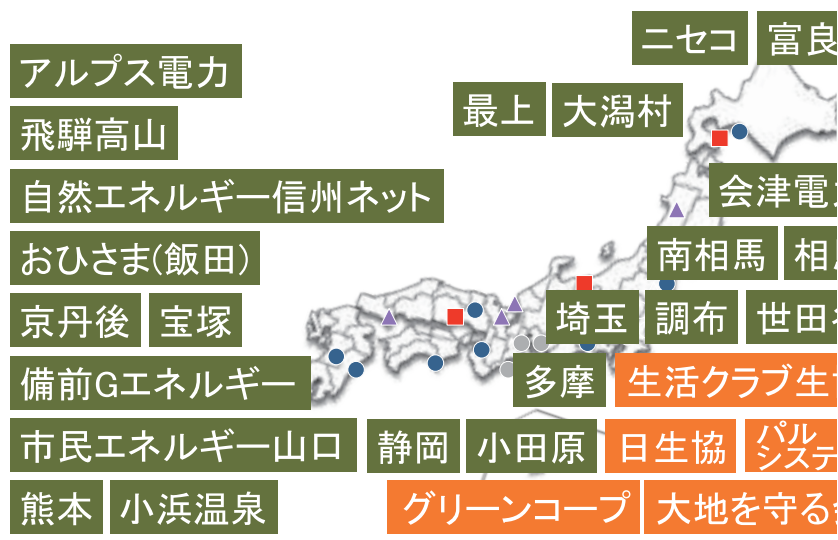 ニセコ 富良
アルプス電力
最上 大潟村
飛騨高山
自然エネルギー信州ネット
会津電
おひさま(飯田)
南相馬 相
京丹後 宝塚
埼玉 調布 世田
備前Gエネルギー
多摩 生活クラブ生
市民エネルギー山口 静岡 小田原 日生協 パル
システ
熊本 小浜温泉 グリーンコープ 大地を守る